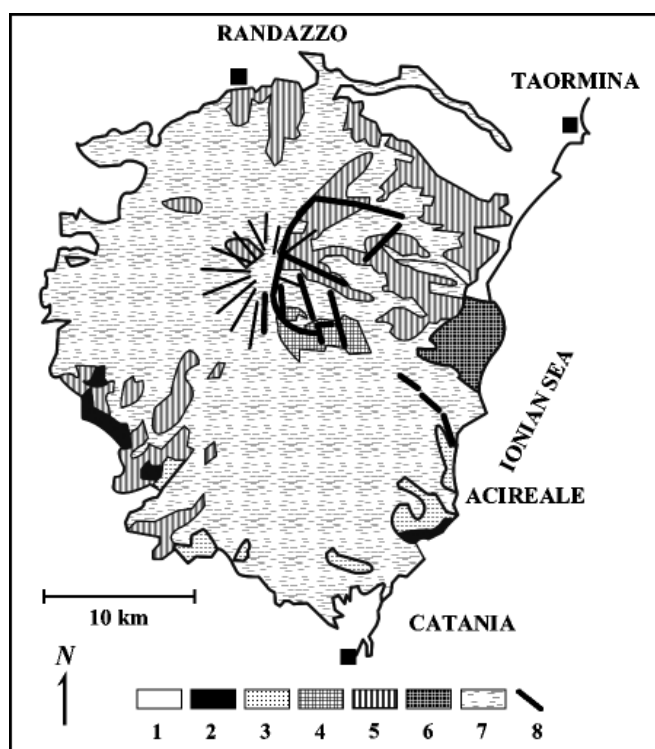 RANDAZZO
TAORMINA
IONIAN SEA
ACIREALE
10 km
CATANIA
N
1 2 3 4 5 6 7 8